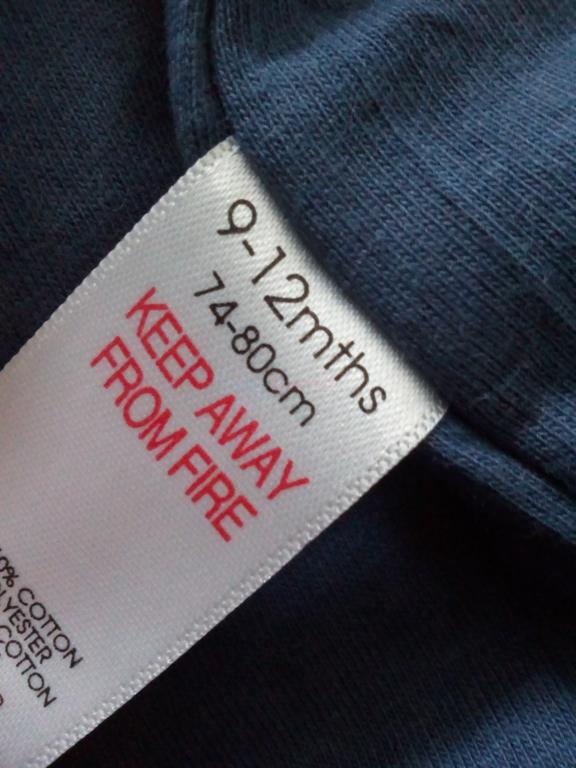 9-12mths
74-80cm
KEEP AWAY
FROM FIRE
COTTON
COTTON